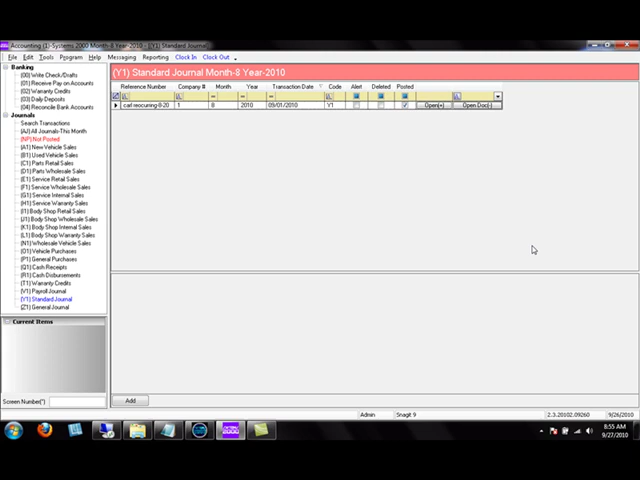 Accounting (1)-Systems 2000 Month-8 Year-2010 - [(Y1) Standard Journal]
File Edit Tools Program Help Messaging Reporting Clock In Clock Out
Banking
(00) Write Check/Drafts
(01) Receive Pay on Accounts
(02) Warranty Credits
(03) Daily Deposits
(04) Reconcile Bank Accounts
Journals
Search Transactions
(AJ) All Journals-This Month
(NP) Not Posted
(A1) New Vehicle Sales
(B1) Used Vehicle Sales
(C1) Parts Retail Sales
(D1) Parts Wholesale Sales
(E1) Service Retail Sales
(F1) Service Wholesale Sales
(G1) Service Internal Sales
(H1) Service Warranty Sales
(I1) Body Shop Retail Sales
(J1) Body Shop Wholesale Sales
(K1) Body Shop Internal Sales
(L1) Body Shop Warranty Sales
(N1) Wholesale Vehicle Sales
(O1) Vehicle Purchases
(P1) General Purchases
(Q1) Cash Receipts
(R1) Cash Disbursements
(T1) Warranty Credits
(V1) Payroll Journal
(Y1) Standard Journal
(Z1) General Journal
Current Items
Screen Number(*)
(Y1) Standard Journal Month-8 Year-2010
Reference Number Company # Month Year Transaction Date Code Alert Deleted Posted
carl reocurring-8-20 1 8 2010 09/01/2010 Y1 Open(+) Open Doc(-)
Add
Admin Snagit 9 2.3.20102.09260 9/26/2010
8:55 AM
9/27/2010